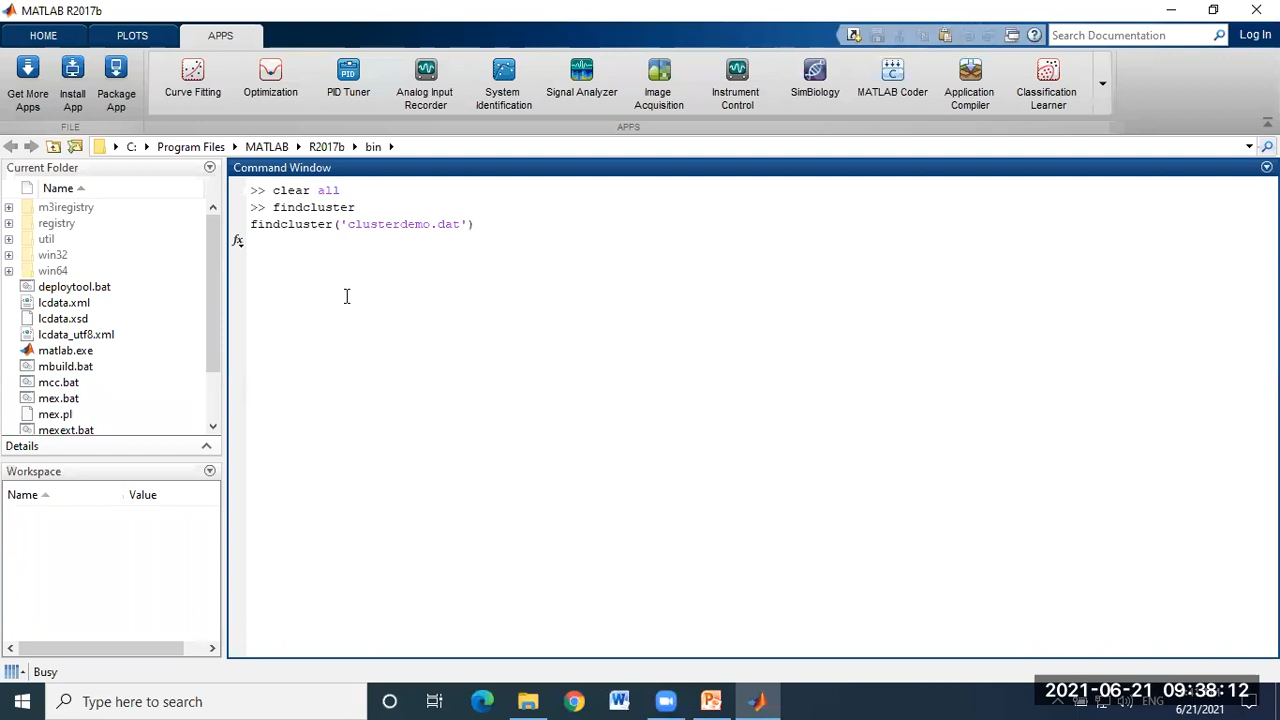 MATLAB R2017b
HOME
PLOTS
APPS
Search Documentation
Log In
Get More Apps
Install App
Package App
Curve Fitting
Optimization
PID
PID Tuner
Analog Input Recorder
System Identification
Signal Analyzer
Image Acquisition
Instrument Control
SimBiology
MATLAB Coder
Application Compiler
Classification Learner
FILE
APPS
C: Program Files MATLAB R2017b bin
Current Folder
Name
m3iregistry
registry
util
win32
win64
deploytool.bat
lcdata.xml
lcdata.xsd
lcdata_utf8.xml
matlab.exe
mbuild.bat
mcc.bat
mex.bat
mex.pl
mexext.bat
Details
Workspace
Name Value
Command Window
>> clear all
>> findcluster
findcluster('clusterdemo.dat')
fx
Busy
Type here to search
2021-06-21 09:38:12
ENG
6/21/2021